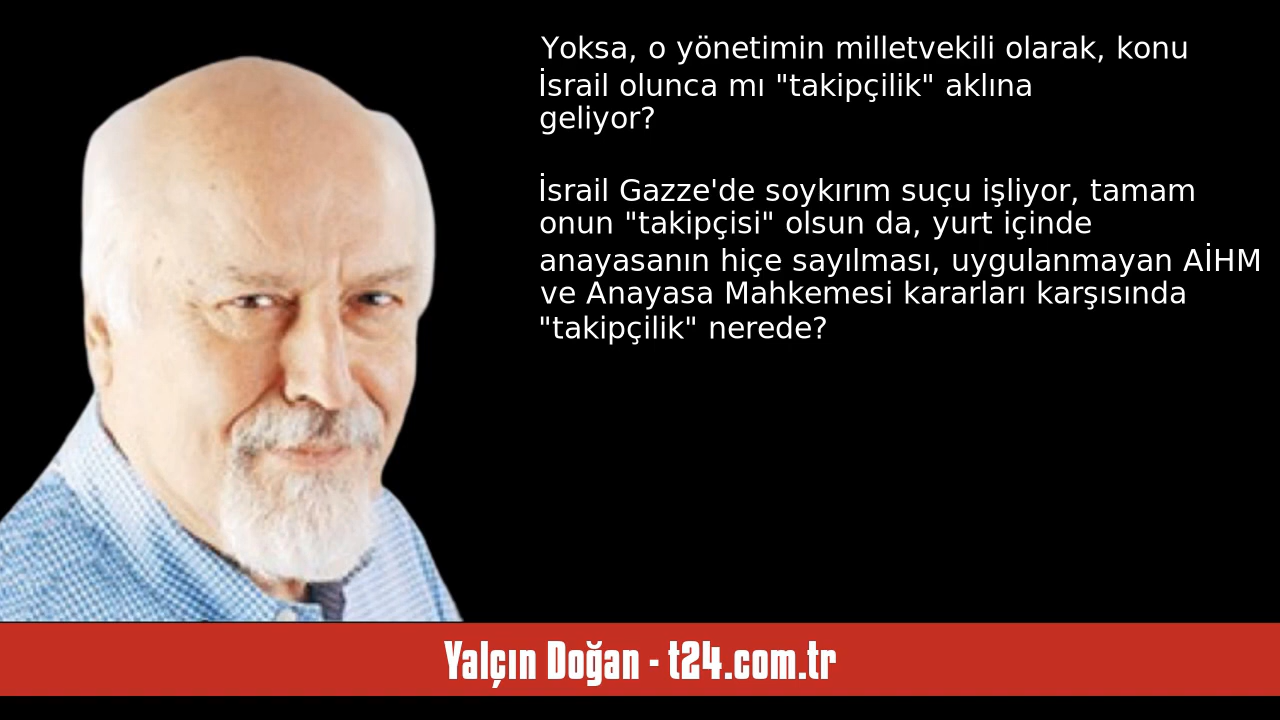 Yoksa, o yönetimin milletvekili olarak, konu
İsrail olunca mı "takipçilik" aklına
geliyor?
İsrail Gazze'de soykırım suçu işliyor, tamam
onun "takipçisi" olsun da, yurt içinde
anayasanın hiçe sayılması, uygulanmayan AİHM
ve Anayasa Mahkemesi kararları karşısında
"takipçilik" nerede?
Yalçın Doğan - t24.com.tr